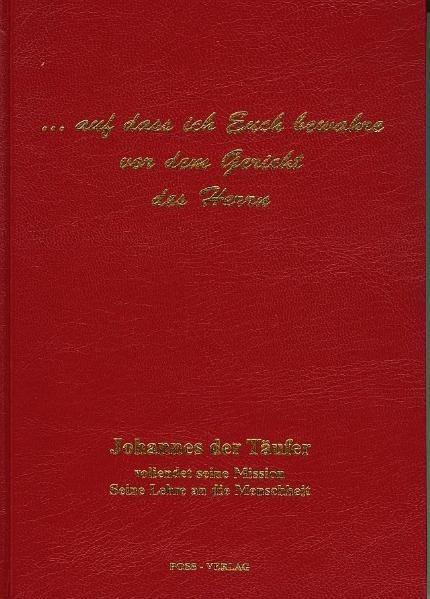 ... auf dass ich Euch bewahre
vor dem Gericht
des Herrn
Johannes der Täufer
vollendet seine Mission
Seine Lehre an die Menschheit
POSS - VERLAG